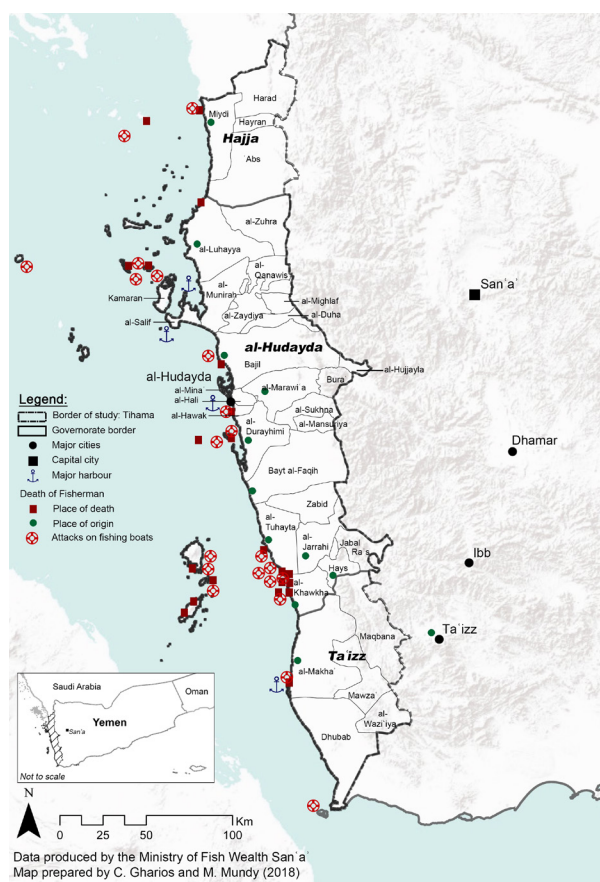 Harad
Miydi
Hayran
Hajja
Abs
al-Zuhra
al-Luhayya
al-
Qanawis
al-
Munirah
Kamaran
al-Mighlaf
al-Salif
al-Zaydiya
al-Duha
San`a`
al-Hudayda
Bajil
al-Hujjayla
al-Hudayda
Bura`
al-Marawi`a
al-Mina`
al-Hali
al-Hawak
al-Sukhna
al-Mansuriya
al-
Durayhimi
Bayt al-Faqih
Zabid
al-
Tuhayta
al-
Jarrahi
Jabal
Ra`s
Hays
al-
Khawkha
Dhamar
Ibb
Ta`izz
Maqbana
Ta`izz
al-Makha`
Mawza`
al-
Wazi`iya
Dhubab
Legend:
Border of study: Tihama
Governorate border
Major cities
Capital city
Major harbour
Death of Fisherman
Place of death
Place of origin
Attacks on fishing boats
Saudi Arabia
Oman
Yemen
San`a`
Not to scale
N
0 25 50 100 Km
Data produced by the Ministry of Fish Wealth San`a`
Map prepared by C. Gharios and M. Mundy (2018)